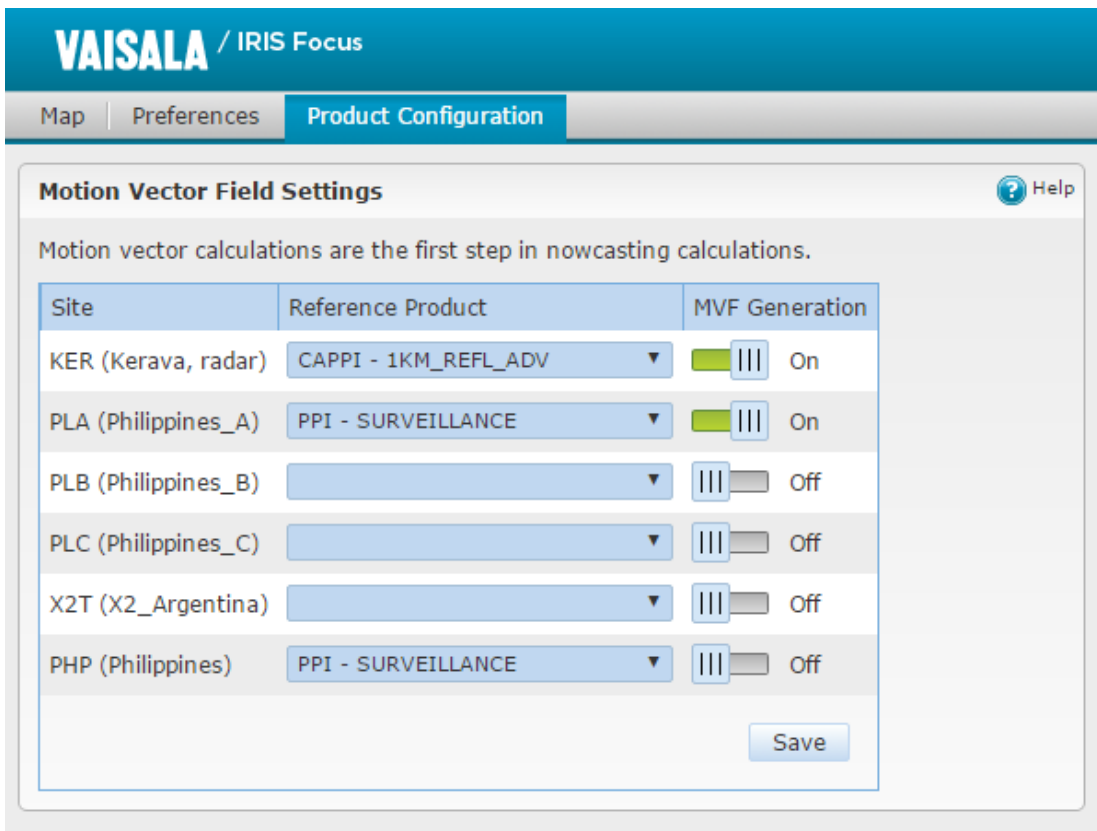 VAISALA / IRIS Focus
Map Preferences Product Configuration
Motion Vector Field Settings ? Help
Motion vector calculations are the first step in nowcasting calculations.
Site Reference Product MVF Generation
KER (Kerava, radar) CAPPI - 1KM_REFL_ADV On
PLA (Philippines_A) PPI - SURVEILLANCE On
PLB (Philippines_B) Off
PLC (Philippines_C) Off
X2T (X2_Argentina) Off
PHP (Philippines) PPI - SURVEILLANCE Off
Save